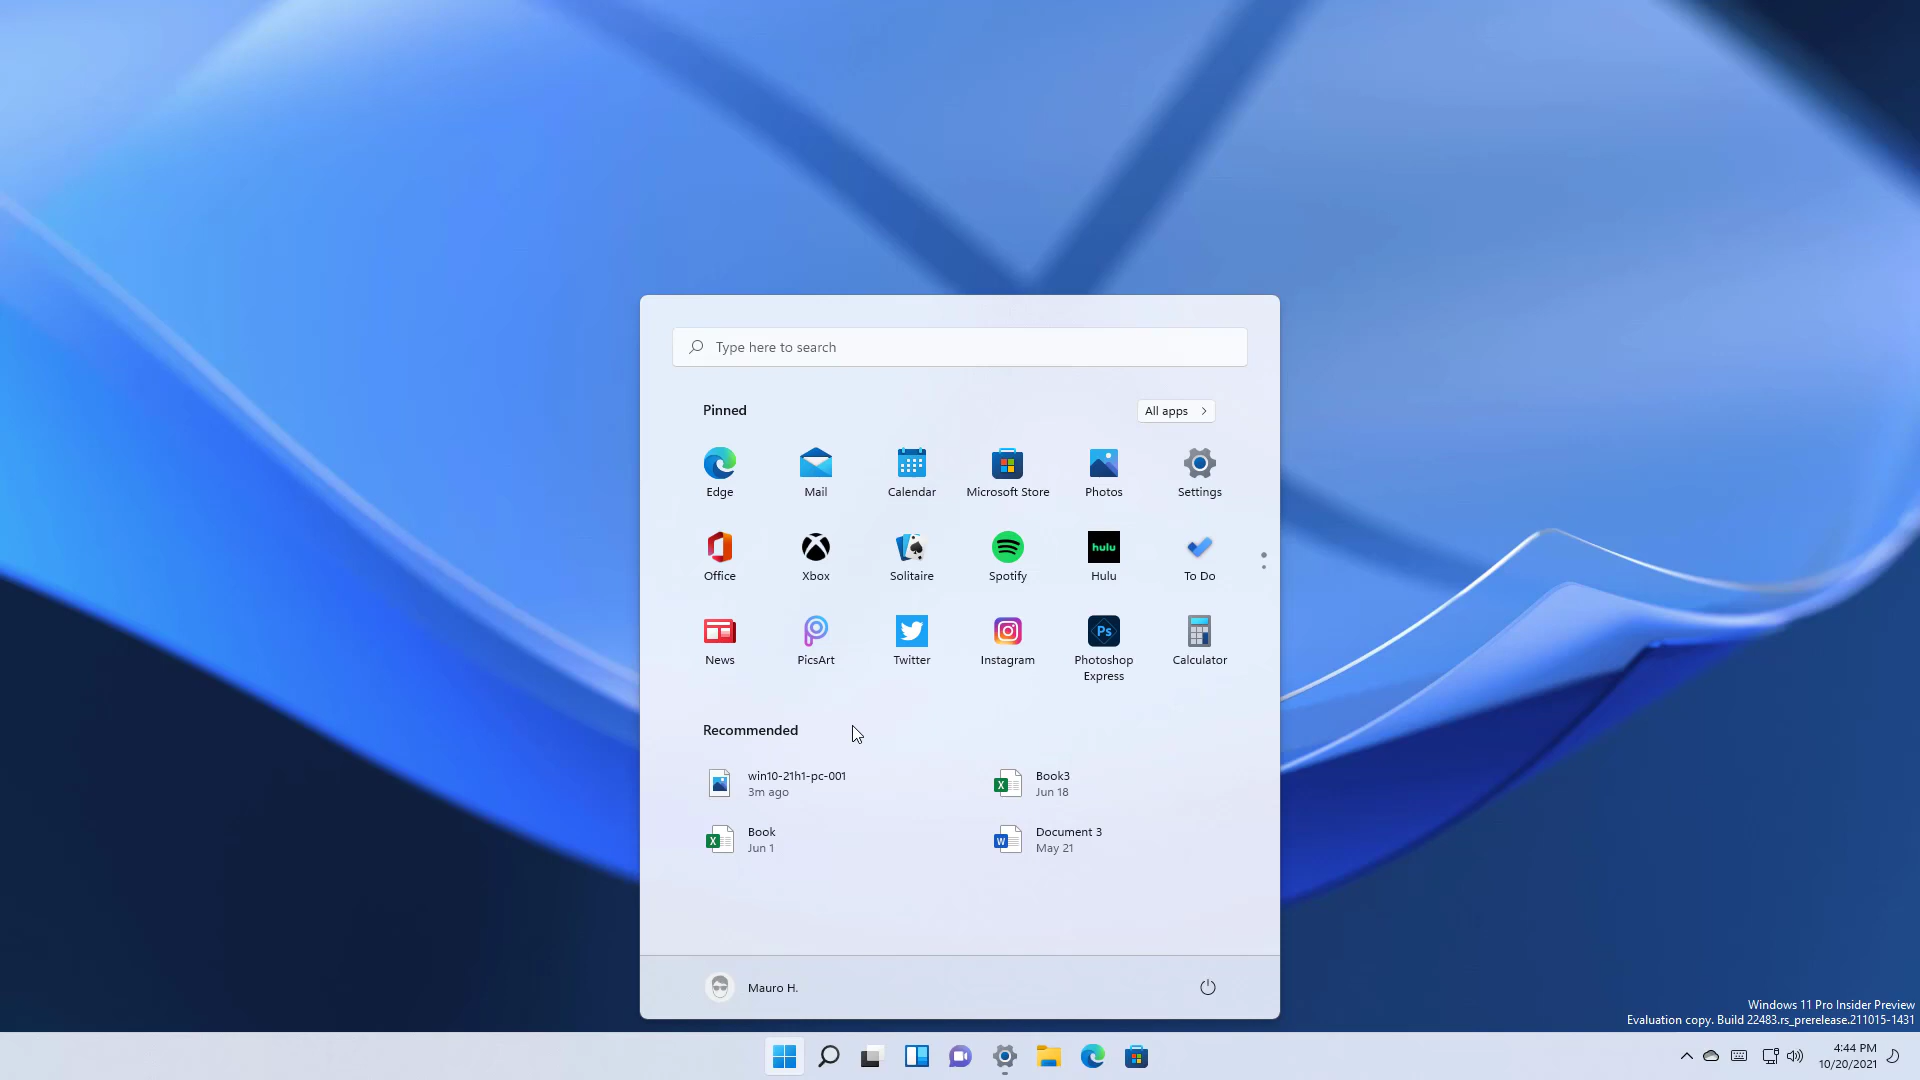 Type here to search
Pinned
All apps
Edge
Mail
Calendar
Microsoft Store
Photos
Settings
Office
Xbox
Solitaire
Spotify
hulu
Hulu
To Do
News
PicsArt
Twitter
Instagram
Ps
Photoshop
Express
Calculator
Recommended
win10-21h1-pc-001
3m ago
X
Book3
Jun 18
X
Book
Jun 1
W
Document 3
May 21
Mauro H.
Windows 11 Pro Insider Preview
Evaluation copy. Build 22483.rs_prerelease.211015-1431
4:44 PM
10/20/2021